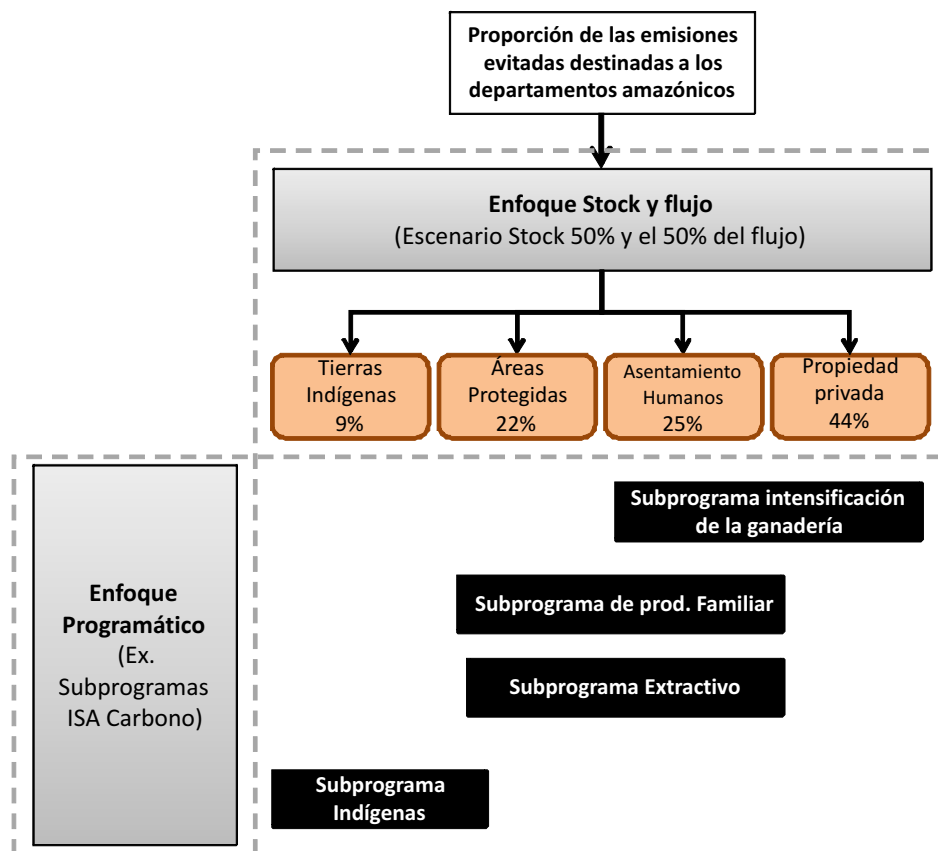 Proporción de las emisiones
evitadas destinadas a los
departamentos amazónicos
Enfoque Stock y flujo
(Escenario Stock 50% y el 50% del flujo)
Tierras
Indígenas
9%
Áreas
Protegidas
22%
Asentamiento
Humanos
25%
Propiedad
privada
44%
Enfoque
Programático
(Ex.
Subprogramas
ISA Carbono)
Subprograma intensificación
de la ganadería
Subprograma de prod. Familiar
Subprograma Extractivo
Subprograma
Indígenas